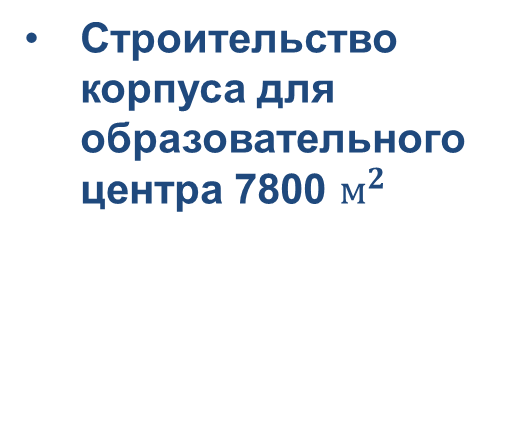 • Строительство
корпуса для
образовательного
центра 7800 м²